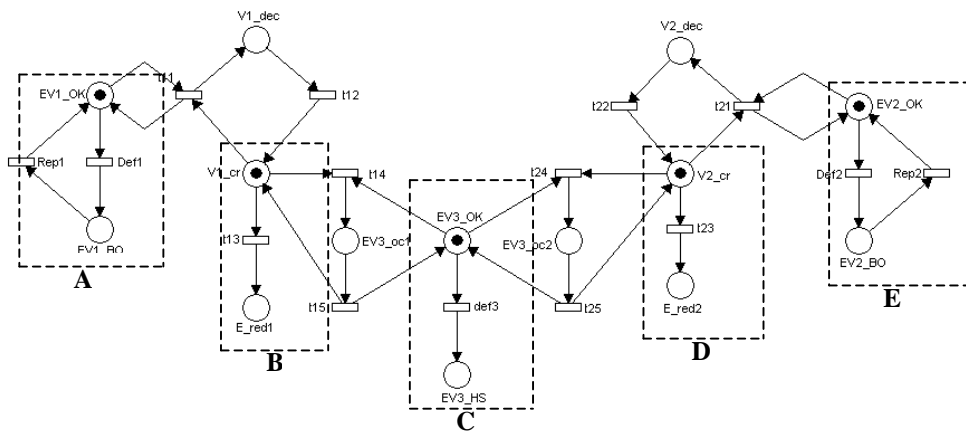 V1_dec
V2_dec
t11
EV1_OK
t12
t22
t21
EV2_OK
Rep1
Def1
V1_cr
t14
t24
V2_cr
Def2
Rep2
EV3_OK
t13
EV3_oc1
EV3_oc2
t23
EV1_BO
EV2_BO
A
E_red1
t15
def3
t25
E_red2
E
B
D
EV3_HS
C